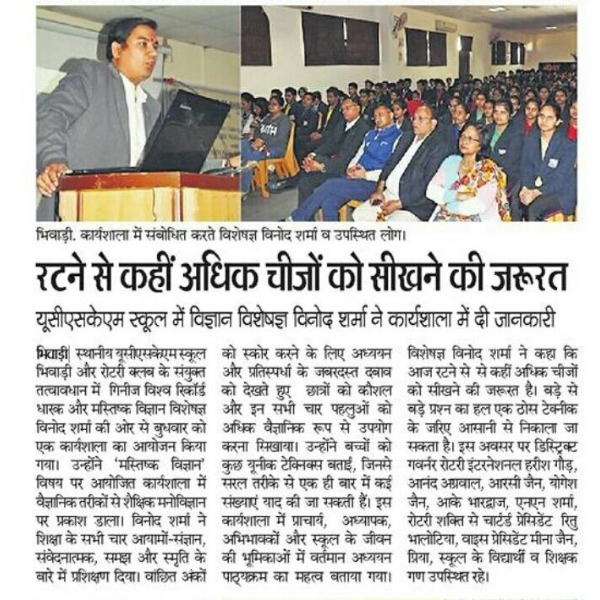 भिवाड़ी. कार्यशाला में संबोधित करते विशेषज्ञ विनोद शर्मा व उपस्थित लोग।
रटने से कहीं अधिक चीजों को सीखने की जरूरत
यूसीएसकेएम स्कूल में विज्ञान विशेषज्ञ विनोद शर्मा ने कार्यशाला में दी जानकारी
भिवाड़ी| स्थानीय यूसीएसकेएम स्कूल
भिवाड़ी और रोटरी क्लब के संयुक्त
तत्वावधान में गिनीज विश्व रिकॉर्ड
धारक और मस्तिष्क विज्ञान विशेषज्ञ
विनोद शर्मा की ओर से बुधवार को
एक कार्यशाला का आयोजन किया
गया। उन्होंने 'मस्तिष्क विज्ञान'
विषय पर आयोजित कार्यशाला में
वैज्ञानिक तरीकों से शैक्षिक मनोविज्ञान
पर प्रकाश डाला। विनोद शर्मा ने
शिक्षा के सभी चार आयामों-संज्ञान,
संवेदनात्मक, समझ और स्मृति के
बारे में प्रशिक्षण दिया। वांछित अंकों
को स्कोर करने के लिए अध्ययन
और प्रतिस्पर्धा के जबरदस्त दबाव
को देखते हुए छात्रों को कौशल
और इन सभी चार पहलुओं को
अधिक वैज्ञानिक रूप से उपयोग
करना सिखाया। उन्होंने बच्चों को
कुछ यूनीक टेक्निक्स बताई, जिनसे
सरल तरीके से एक ही बार में कई
संख्याएं याद की जा सकती हैं। इस
कार्यशाला में प्राचार्य, अध्यापक,
अभिभावकों और स्कूल के जीवन
की भूमिकाओं में वर्तमान अध्ययन
पाठ्यक्रम का महत्व बताया गया।
विशेषज्ञ विनोद शर्मा ने कहा कि
आज रटने से से कहीं अधिक चीजों
को सीखने की जरूरत है। बड़े से
बड़े प्रश्न का हल एक ठोस टेक्नीक
के जरिए आसानी से निकाला जा
सकता है। इस अवसर पर डिस्ट्रिक्ट
गवर्नर रोटरी इंटरनेशनल हरीश गौड़,
आनंद अग्रवाल, आरसी जैन, योगेश
जैन, आके भारद्वाज, एनएन शर्मा,
रोटरी शक्ति से चार्टर्ड प्रेसिडेंट रितु
भालोटिया, वाइस प्रेसिडेंट मीना जैन,
प्रिया, स्कूल के विद्यार्थी व शिक्षक
गण उपस्थित रहे।